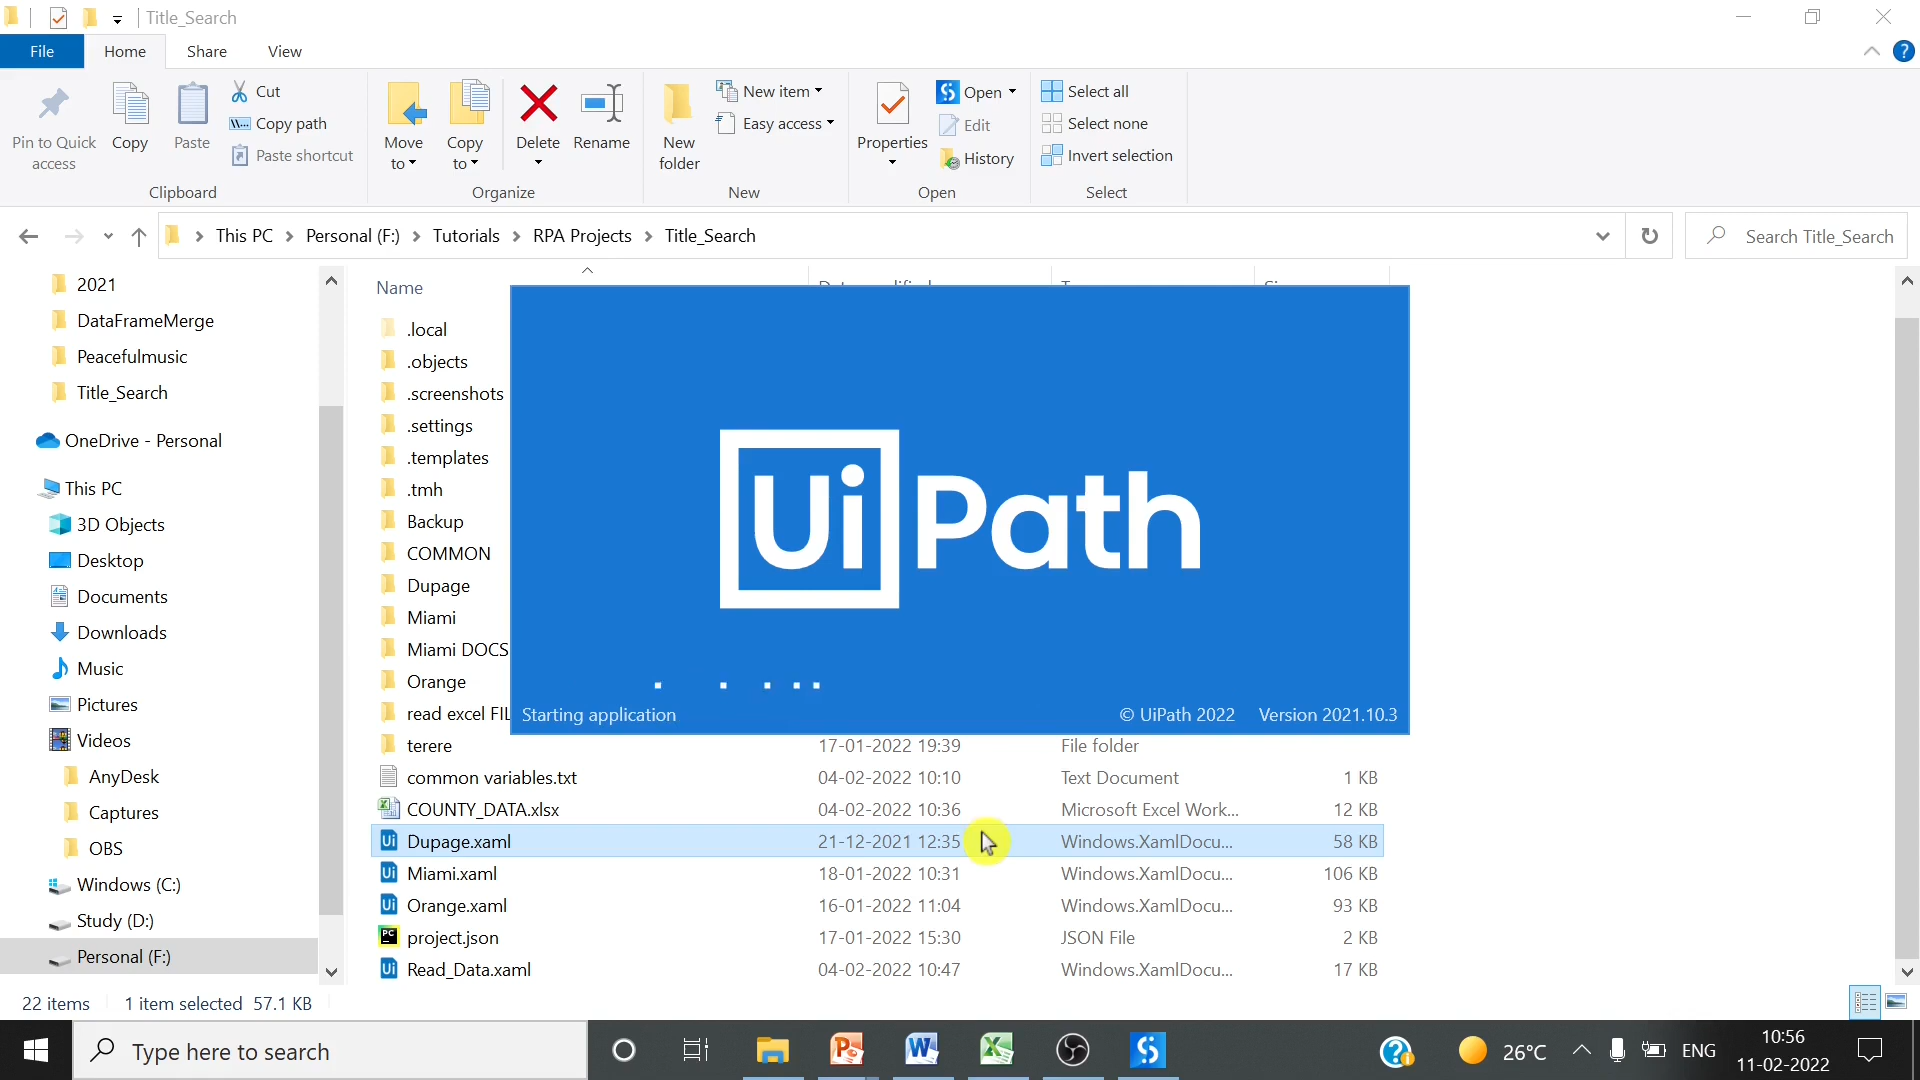 Title_Search
File
Home
Share
View
Pin to Quick access
Copy
Paste
Cut
Copy path
Paste shortcut
Clipboard
Move to
Copy to
Delete
Rename
Organize
New folder
New item
Easy access
New
Properties
Open
Edit
History
Open
Select all
Select none
Invert selection
Select
This PC > Personal (F:) > Tutorials > RPA Projects > Title_Search
Search Title_Search
2021
DataFrameMerge
Peacefulmusic
Title_Search
OneDrive - Personal
This PC
3D Objects
Desktop
Documents
Downloads
Music
Pictures
Videos
AnyDesk
Captures
OBS
Windows (C:)
Study (D:)
Personal (F:)
Name
.local
.objects
.screenshots
.settings
.templates
.tmh
Backup
COMMON
Dupage
Miami
Miami DOCS
Orange
read excel FIL
terere 17-01-2022 19:39 File folder
common variables.txt 04-02-2022 10:10 Text Document 1 KB
COUNTY_DATA.xlsx 04-02-2022 10:36 Microsoft Excel Work... 12 KB
Dupage.xaml 21-12-2021 12:35 Windows.XamlDocu... 58 KB
Miami.xaml 18-01-2022 10:31 Windows.XamlDocu... 106 KB
Orange.xaml 16-01-2022 11:04 Windows.XamlDocu... 93 KB
project.json 17-01-2022 15:30 JSON File 2 KB
Read_Data.xaml 04-02-2022 10:47 Windows.XamlDocu... 17 KB
UiPath
Starting application
© UiPath 2022 Version 2021.10.3
22 items 1 item selected 57.1 KB
Type here to search
26°C
ENG
10:56
11-02-2022